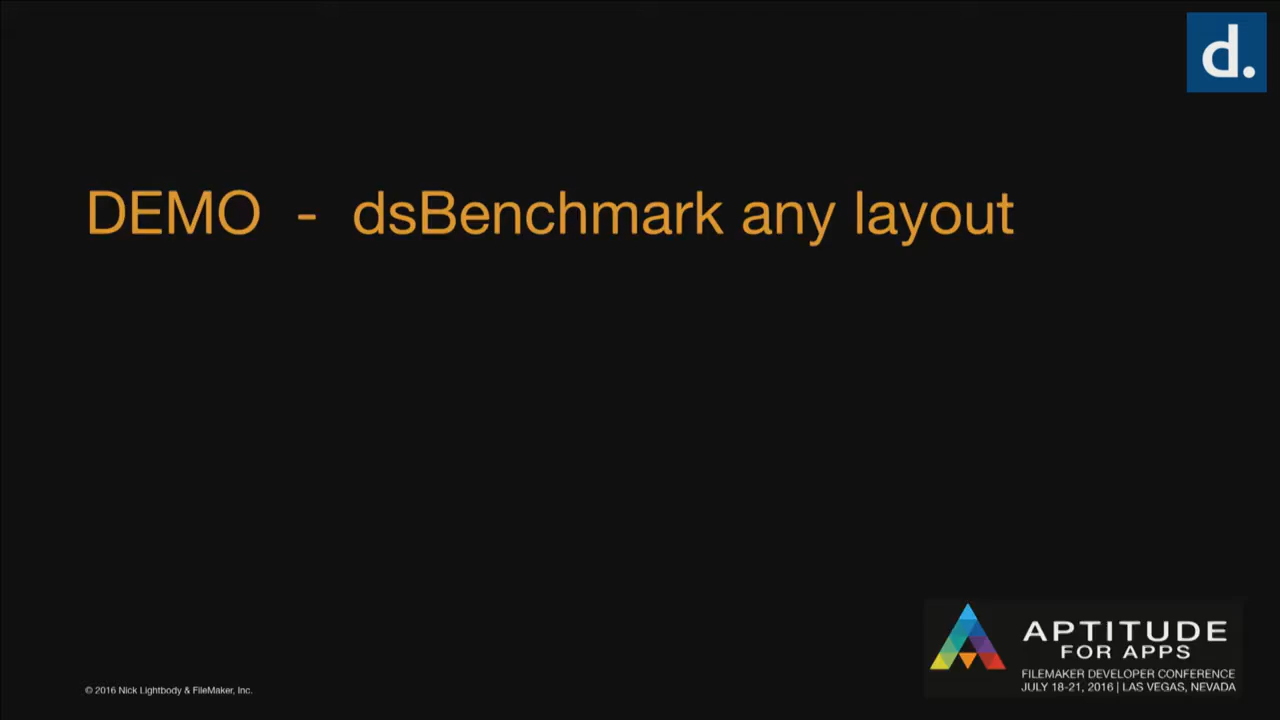 d.
DEMO - dsBenchmark any layout
APTITUDE
FOR APPS
FILEMAKER DEVELOPER CONFERENCE
JULY 18-21, 2016 | LAS VEGAS, NEVADA
© 2016 Nick Lightbody & FileMaker, Inc.